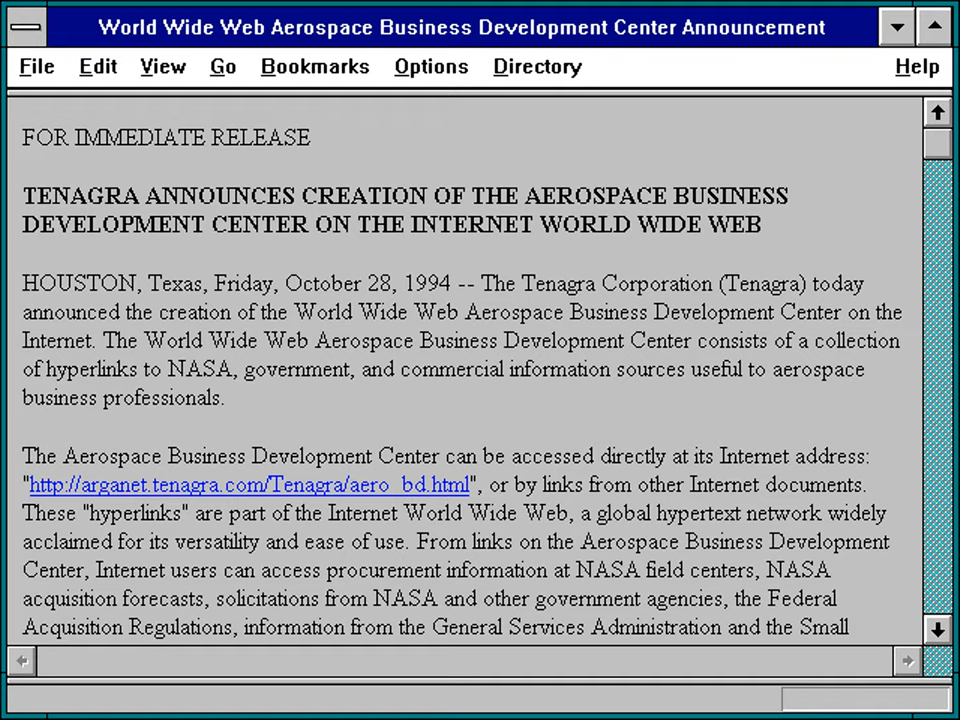 World Wide Web Aerospace Business Development Center Announcement
File Edit View Go Bookmarks Options Directory Help
FOR IMMEDIATE RELEASE
TENAGRA ANNOUNCES CREATION OF THE AEROSPACE BUSINESS
DEVELOPMENT CENTER ON THE INTERNET WORLD WIDE WEB
HOUSTON, Texas, Friday, October 28, 1994 -- The Tenagra Corporation (Tenagra) today
announced the creation of the World Wide Web Aerospace Business Development Center on the
Internet. The World Wide Web Aerospace Business Development Center consists of a collection
of hyperlinks to NASA, government, and commercial information sources useful to aerospace
business professionals.
The Aerospace Business Development Center can be accessed directly at its Internet address:
"http://arganet.tenagra.com/Tenagra/aero_bd.html", or by links from other Internet documents.
These "hyperlinks" are part of the Internet World Wide Web, a global hypertext network widely
acclaimed for its versatility and ease of use. From links on the Aerospace Business Development
Center, Internet users can access procurement information at NASA field centers, NASA
acquisition forecasts, solicitations from NASA and other government agencies, the Federal
Acquisition Regulations, information from the General Services Administration and the Small